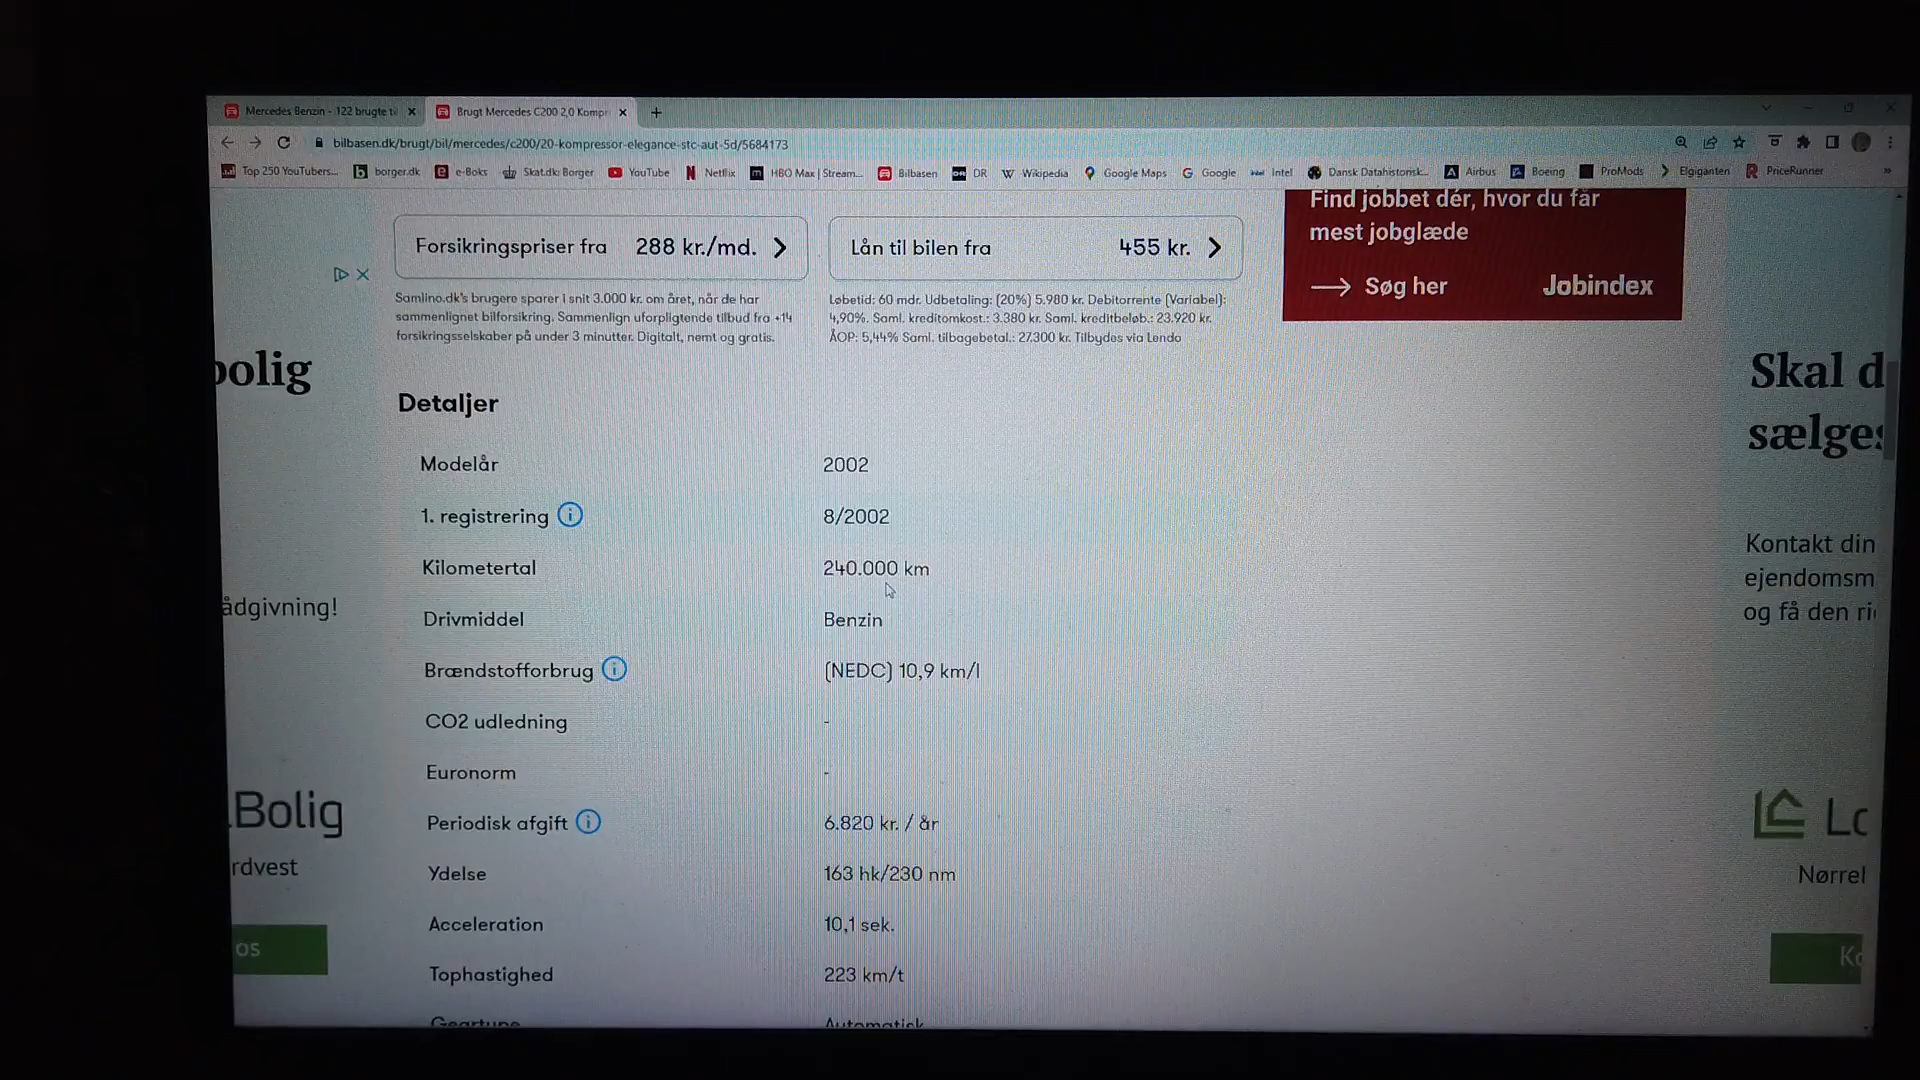 Mercedes Benzin - 122 brugte til
Brugt Mercedes C200 2,0 Kompr
bilbasen.dk/brugt/bil/mercedes/c200/20-kompressor-elegance-stc-aut-5d/5684173
Top 250 YouTubers...
borger.dk
e-Boks
Skat.dk: Borger
YouTube
Netflix
HBO Max | Stream...
Bilbasen
DR
Wikipedia
Google Maps
Google
Intel
Dansk Datahistorisk...
Airbus
Boeing
ProMods
Elgiganten
PriceRunner
Forsikringspriser fra 288 kr./md.
Lån til bilen fra 455 kr.
Samlino.dk's brugere sparer i snit 3.000 kr. om året, når de har
sammenlignet bilforsikring. Sammenlign uforpligtende tilbud fra +14
forsikringsselskaber på under 3 minutter. Digitalt, nemt og gratis.
Løbetid: 60 mdr. Udbetaling: (20%) 5.980 kr. Debitorrente (Variabel):
4,90%. Saml. kreditomkost.: 3.380 kr. Saml. kreditbeløb.: 23.920 kr.
ÅOP: 5,44% Saml. tilbagebetal.: 27.300 kr. Tilbydes via Lendo
Find jobbet dér, hvor du får
mest jobglæde
Søg her
Jobindex
Detaljer
Modelår 2002
1. registrering 8/2002
Kilometertal 240.000 km
Drivmiddel Benzin
Brændstofforbrug (NEDC) 10,9 km/l
CO2 udledning -
Euronorm -
Periodisk afgift 6.820 kr. / år
Ydelse 163 hk/230 nm
Acceleration 10,1 sek.
Tophastighed 223 km/t
Geartype Automatisk
bolig
ådgivning!
.Bolig
rdvest
os
Skal d
sælges
Kontakt din
ejendomsm
og få den ri
Lo
Nørrel
Ko